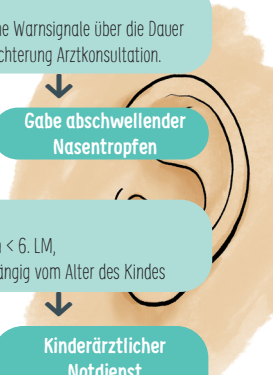 ne Warnsignale über die Dauer
chterung Arztkonsultation.
Gabe abschwellender
Nasentropfen
n < 6. LM,
ängig vom Alter des Kindes
Kinderärztlicher
Notdienst